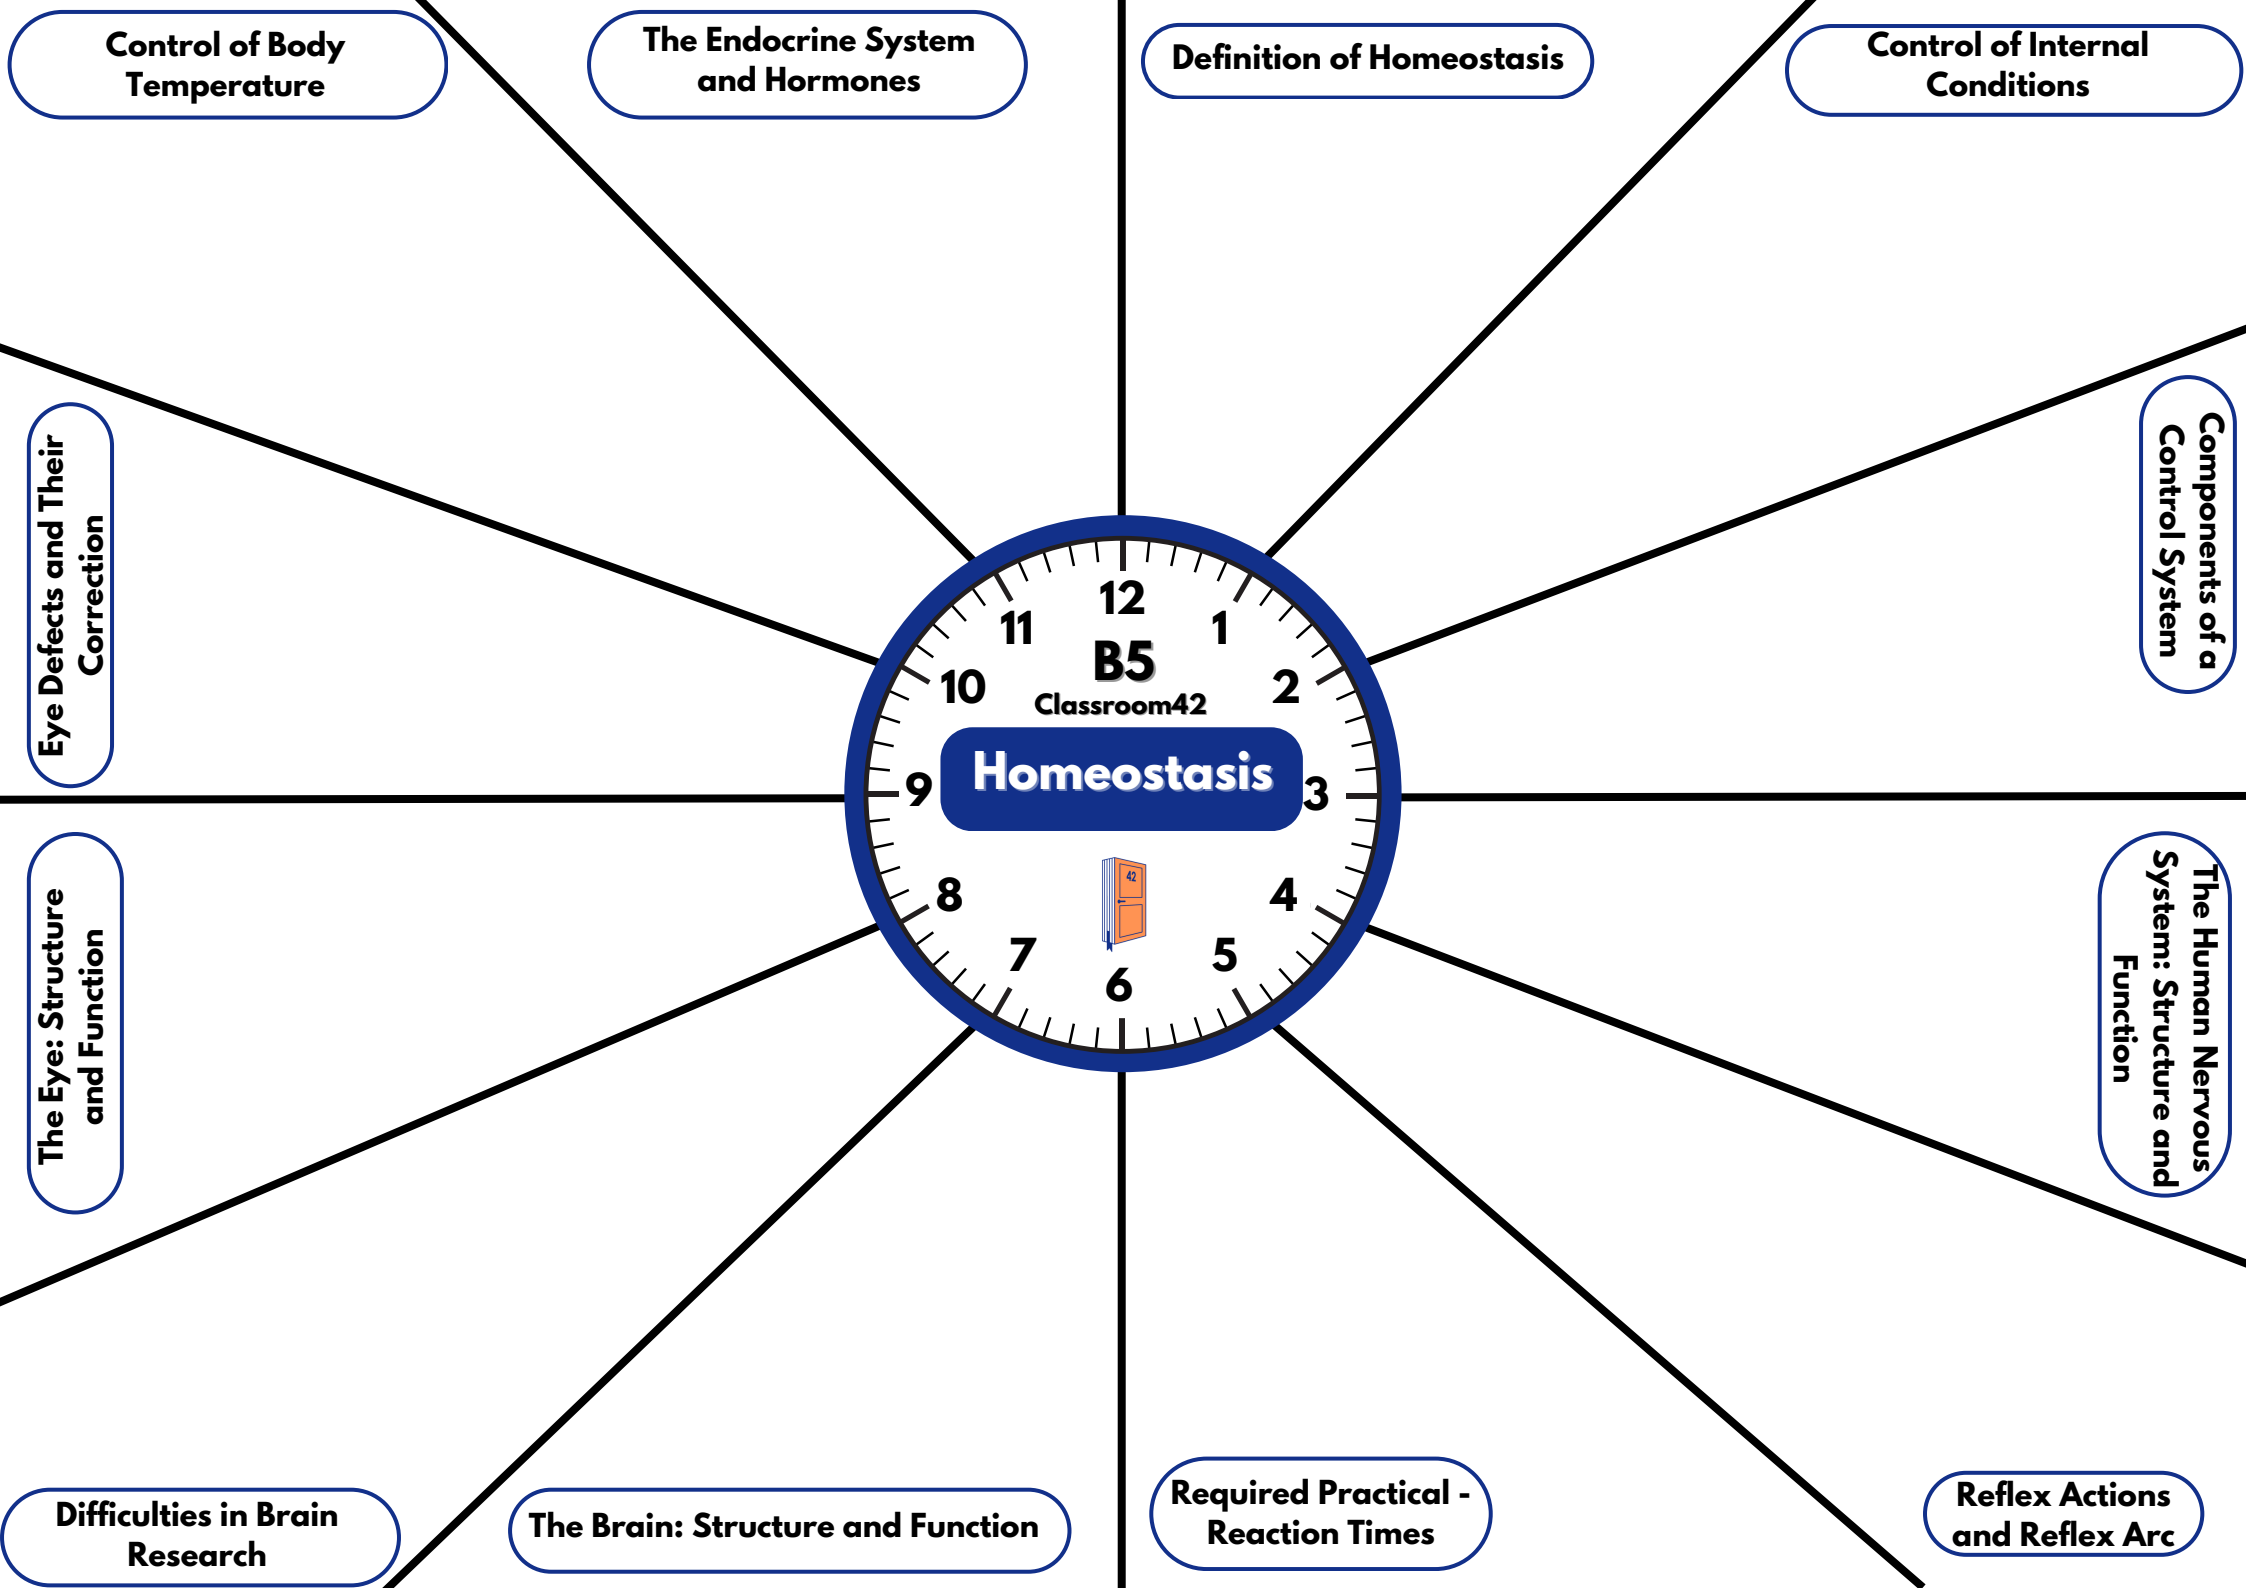 Control of Body
Temperature
The Endocrine System
and Hormones
Definition of Homeostasis
Control of Internal
Conditions
Components of a
Control System
The Human Nervous
System: Structure and
Function
Reflex Actions
and Reflex Arc
Required Practical -
Reaction Times
The Brain: Structure and Function
Difficulties in Brain
Research
The Eye: Structure
and Function
Eye Defects and Their
Correction
12
1
2
3
4
5
6
7
8
9
10
11
B5
Classroom42
Homeostasis
42